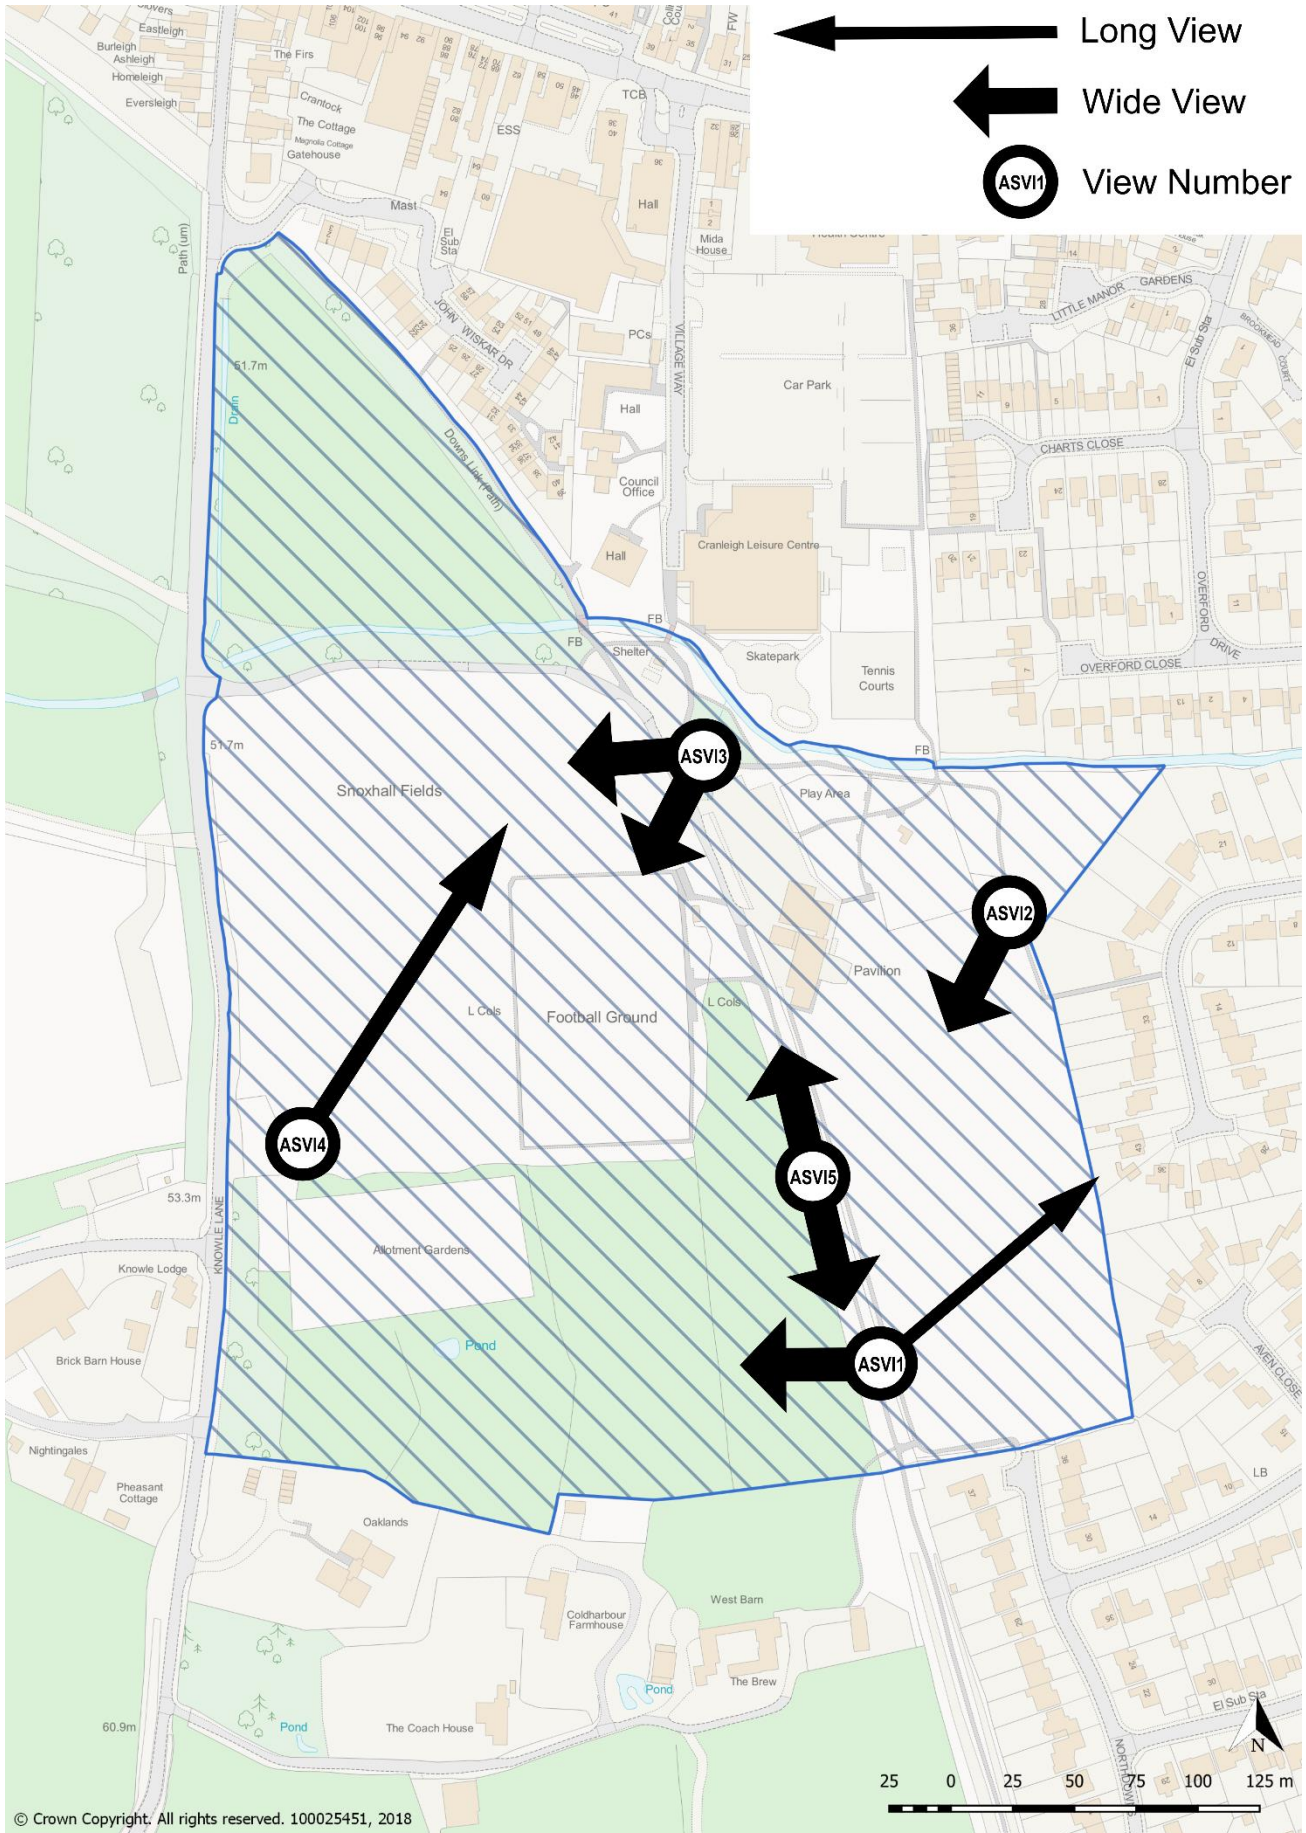 Long View
Wide View
ASVI1
View Number
Eastleigh
Burleigh
Ashleigh
Homeleigh
Eversleigh
The Firs
Crantock
The Cottage
Magnolia Cottage
Gatehouse
ESS
TCB
FW
Hall
Mast
El
Sub
Sta
Mida
House
Path (um)
LITTLE MANOR GARDENS
El Sub Sta
BROOKMEAD
COURT
JOHN WISKAR DR
PCs
VILLAGE WAY
Car Park
51.7m
Drain
Hall
CHARTS CLOSE
Downs Link (Path)
Council
Office
Hall
Cranleigh Leisure Centre
OVERFORD
DRIVE
FB
FB
Shelter
Skatepark
Tennis
Courts
OVERFORD CLOSE
51.7m
ASVI3
FB
Snoxhall Fields
Play Area
ASVI2
Pavilion
L Cols
L Cols
Football Ground
ASVI4
ASVI5
53.3m
KNOWLE LANE
Allotment Gardens
Knowle Lodge
Pond
Brick Barn House
ASVI1
AVEN CLOSE
Nightingales
Pheasant
Cottage
LB
Oaklands
West Barn
Coldharbour
Farmhouse
The Brew
Pond
El Sub Sta
60.9m
Pond
The Coach House
N
25 0 25 50 75 100 125 m
© Crown Copyright. All rights reserved. 100025451, 2018